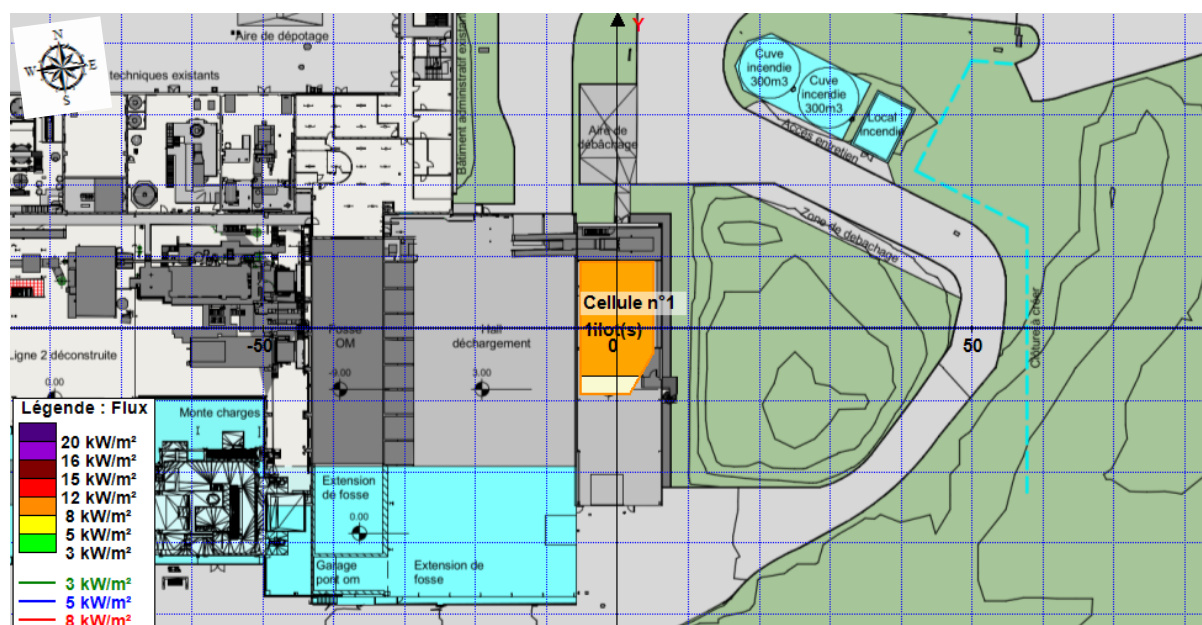 N
W E
S
Y
Aire de dépotage
techniques existants
Bâtiment administratif existant
Aire de
débâchage
Cuve
incendie
300m3
Cuve
incendie
300m3
Local
incendie
Accès entretien
Zone de debachage
Clôture à créer
Cellule n°1
1ilot(s)
-50
0
50
Fosse
OM
-9.00
Hall
déchargement
3.00
Ligne 2 déconstruite
0.00
Monte charges
Extension
de fosse
0.00
Garage
pont om
Extension de
fosse
Légende : Flux
20 kW/m²
16 kW/m²
15 kW/m²
12 kW/m²
8 kW/m²
5 kW/m²
3 kW/m²
3 kW/m²
5 kW/m²
8 kW/m²